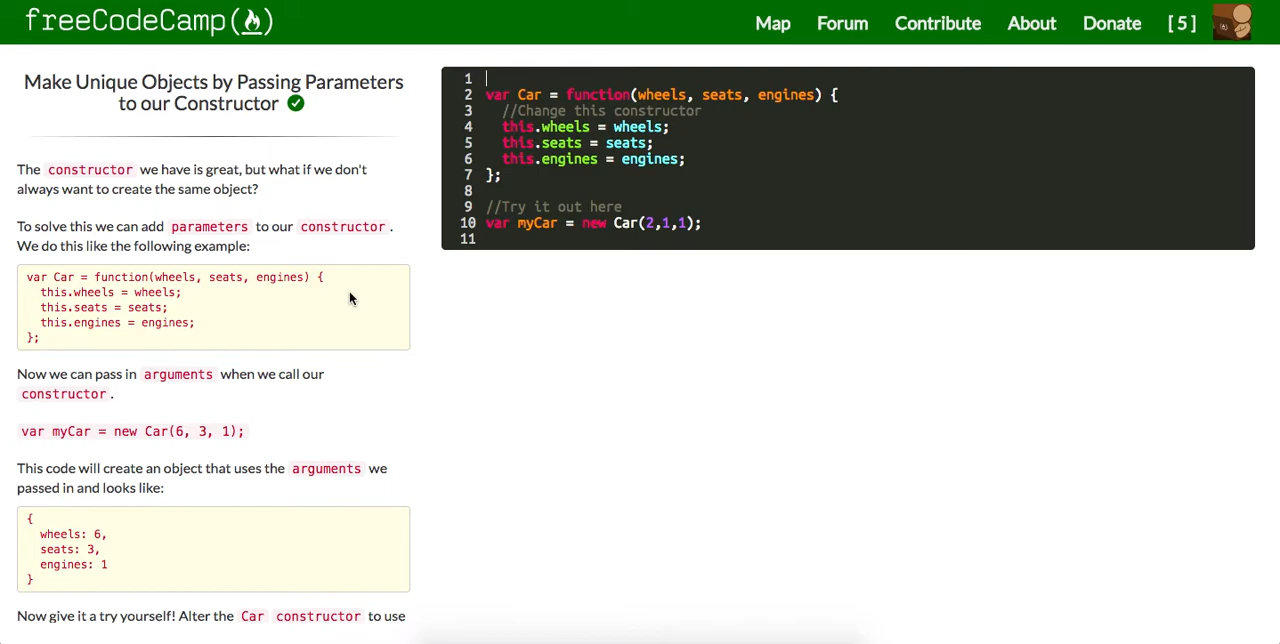 freeCodeCamp(🔥)
Map Forum Contribute About Donate [ 5 ]
Make Unique Objects by Passing Parameters
to our Constructor
The constructor we have is great, but what if we don't
always want to create the same object?
To solve this we can add parameters to our constructor.
We do this like the following example:
var Car = function(wheels, seats, engines) {
  this.wheels = wheels;
  this.seats = seats;
  this.engines = engines;
};
Now we can pass in arguments when we call our
constructor.
var myCar = new Car(6, 3, 1);
This code will create an object that uses the arguments we
passed in and looks like:
{
  wheels: 6,
  seats: 3,
  engines: 1
}
Now give it a try yourself! Alter the Car constructor to use
1
2 var Car = function(wheels, seats, engines) {
3   //Change this constructor
4   this.wheels = wheels;
5   this.seats = seats;
6   this.engines = engines;
7 };
8
9 //Try it out here
10 var myCar = new Car(2,1,1);
11